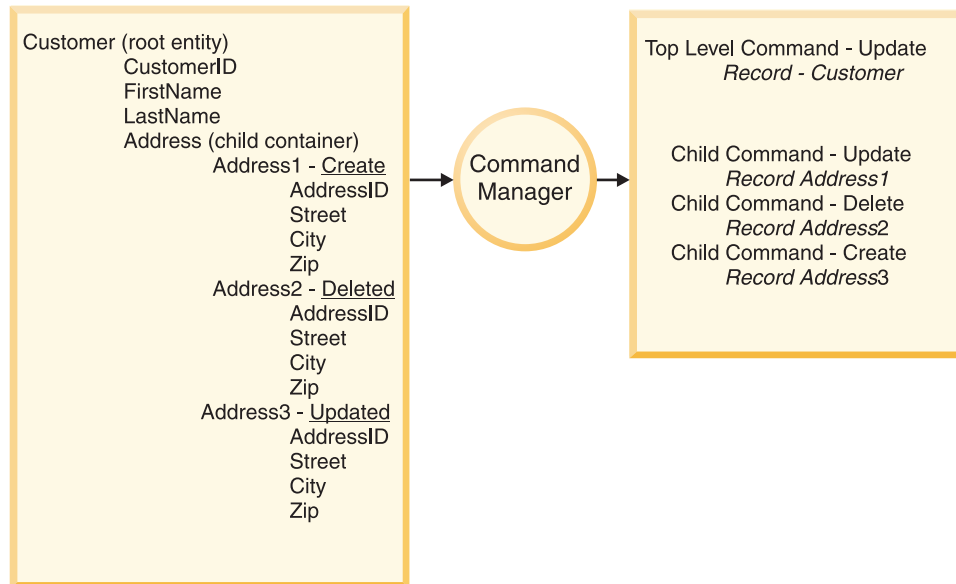 Customer (root entity)
CustomerID
FirstName
LastName
Address (child container)
Address1 - Create
AddressID
Street
City
Zip
Address2 - Deleted
AddressID
Street
City
Zip
Address3 - Updated
AddressID
Street
City
Zip
Command
Manager
Top Level Command - Update
Record - Customer
Child Command - Update
Record Address1
Child Command - Delete
Record Address2
Child Command - Create
Record Address3